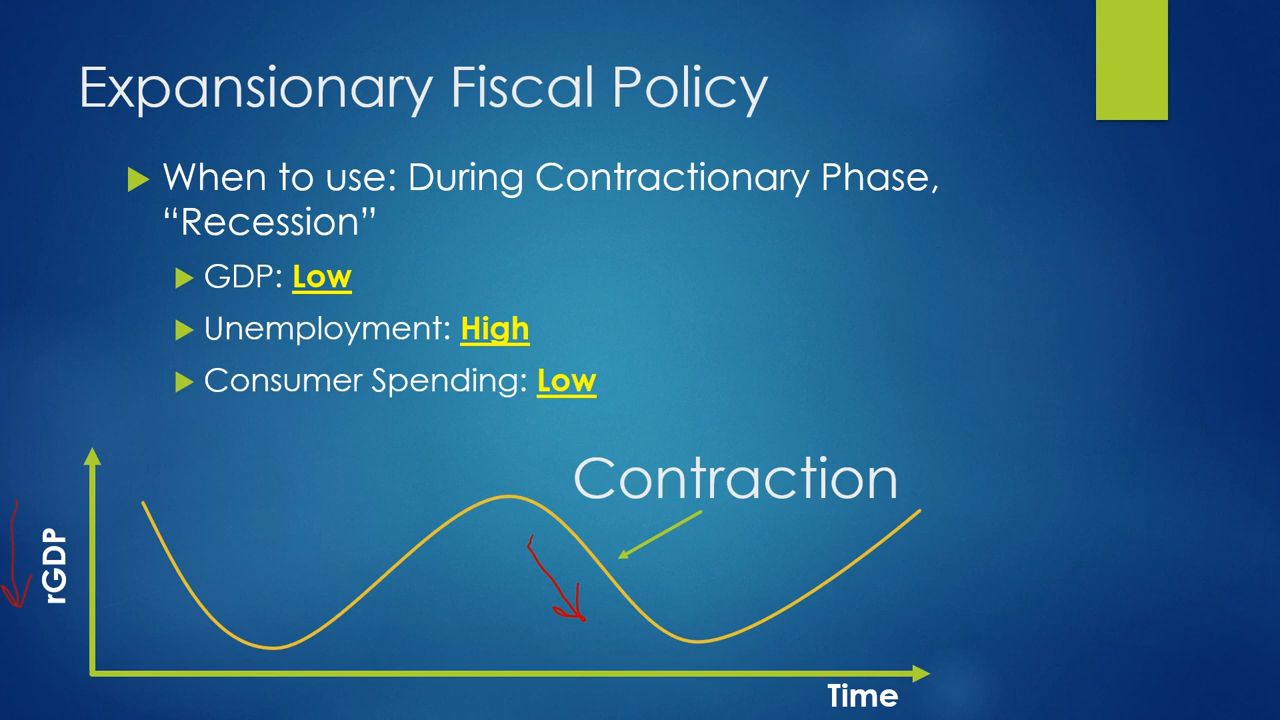 Expansionary Fiscal Policy
When to use: During Contractionary Phase,
“Recession”
GDP: Low
Unemployment: High
Consumer Spending: Low
Contraction
rGDP
Time